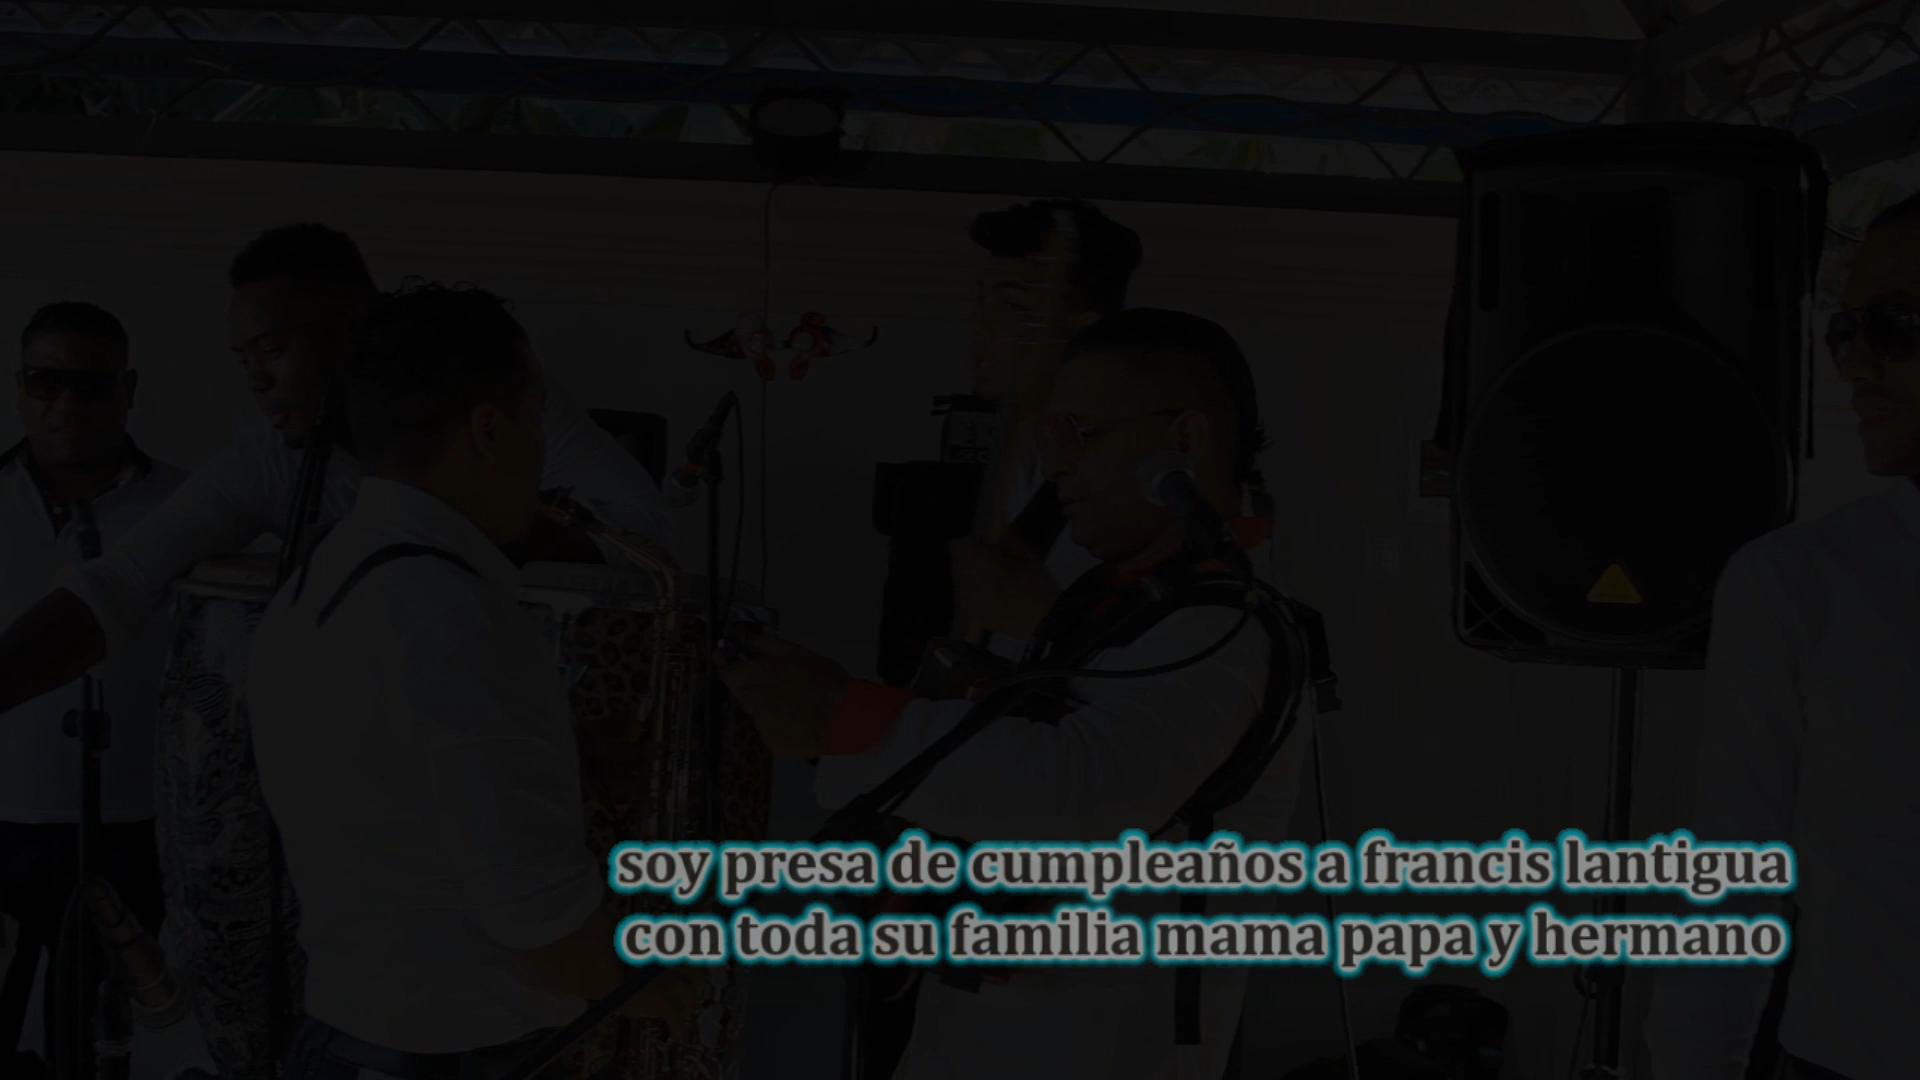 soy presa de cumpleaños a francis lantigua
con toda su familia mama papa y hermano